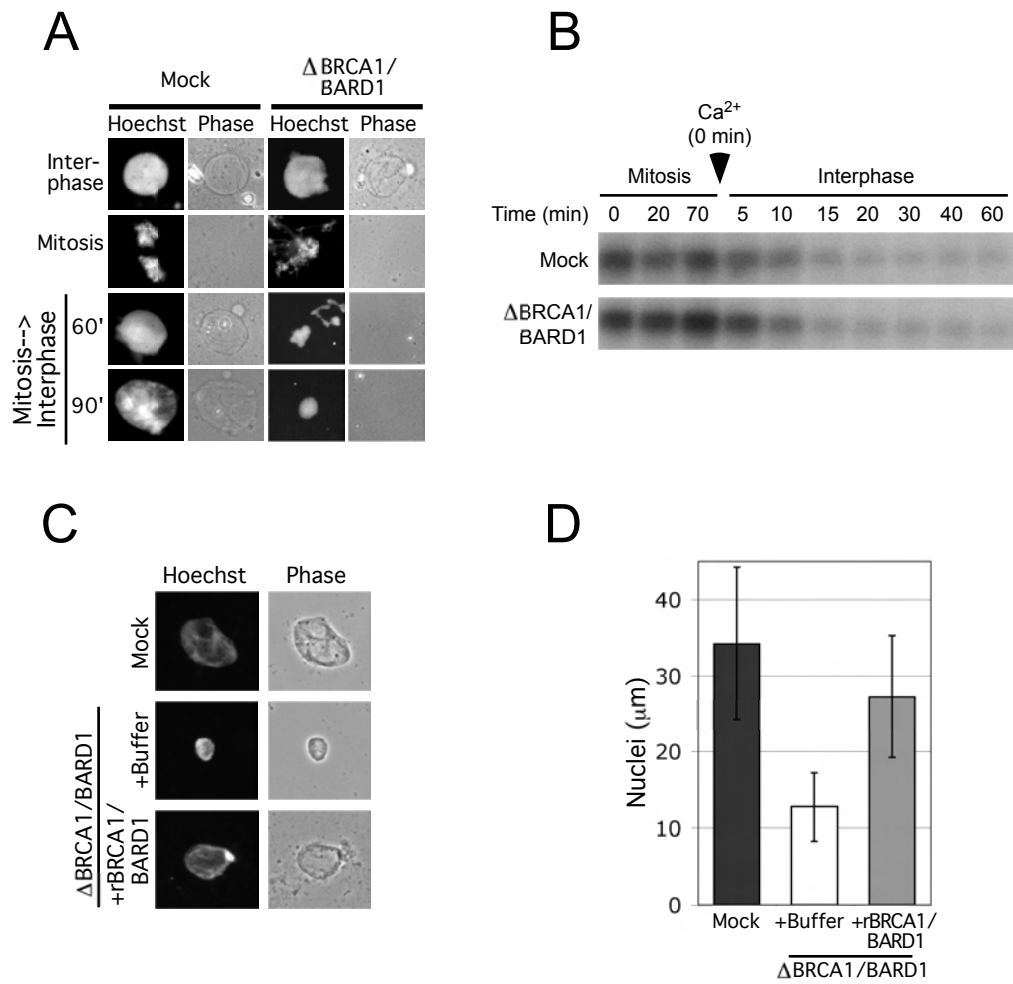 A
Mock
ΔBRCA1/
BARD1
Hoechst Phase Hoechst Phase
Inter-
phase
Mitosis
Mitosis-->
Interphase
60'
90'
B
Ca2+
(0 min)
Mitosis Interphase
Time (min) 0 20 70 5 10 15 20 30 40 60
Mock
ΔBRCA1/
BARD1
C
Hoechst Phase
Mock
ΔBRCA1/BARD1
+Buffer
+rBRCA1/
BARD1
D
Nuclei (μm)
40
30
20
10
0
Mock +Buffer +rBRCA1/
BARD1
ΔBRCA1/BARD1